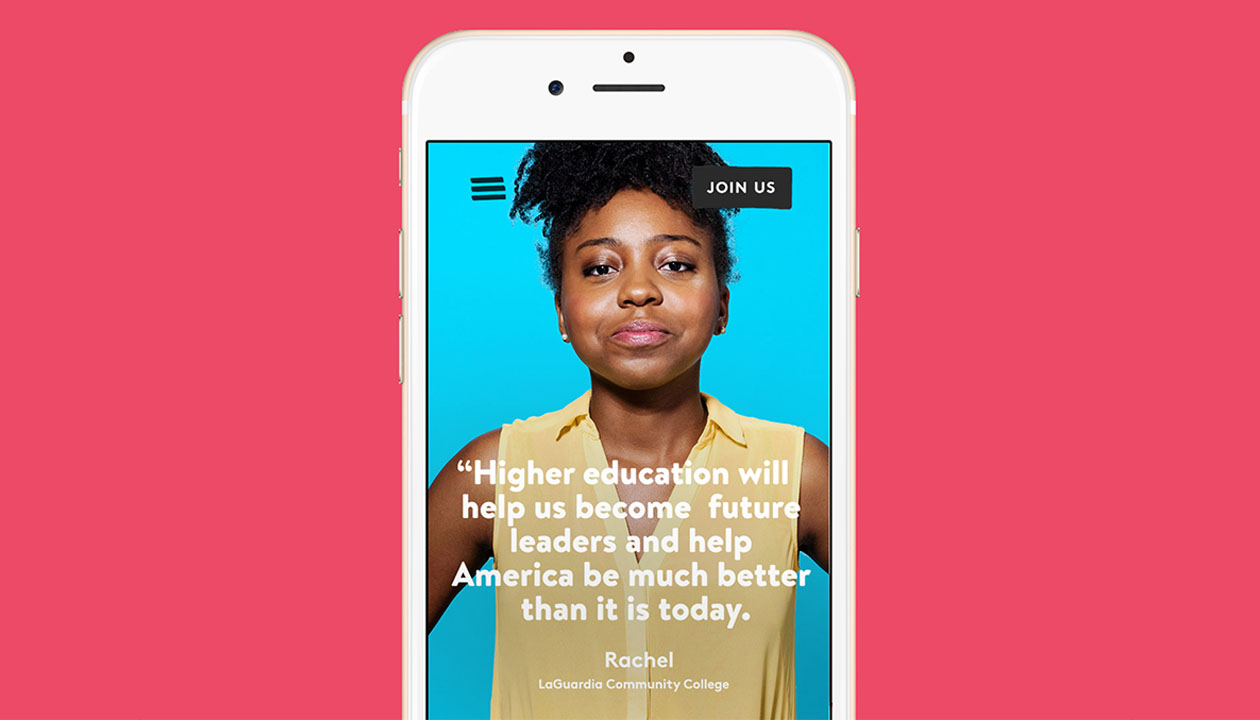 JOIN US
“Higher education will
help us become  future
leaders and help
America be much better
than it is today.
Rachel
LaGuardia Community College